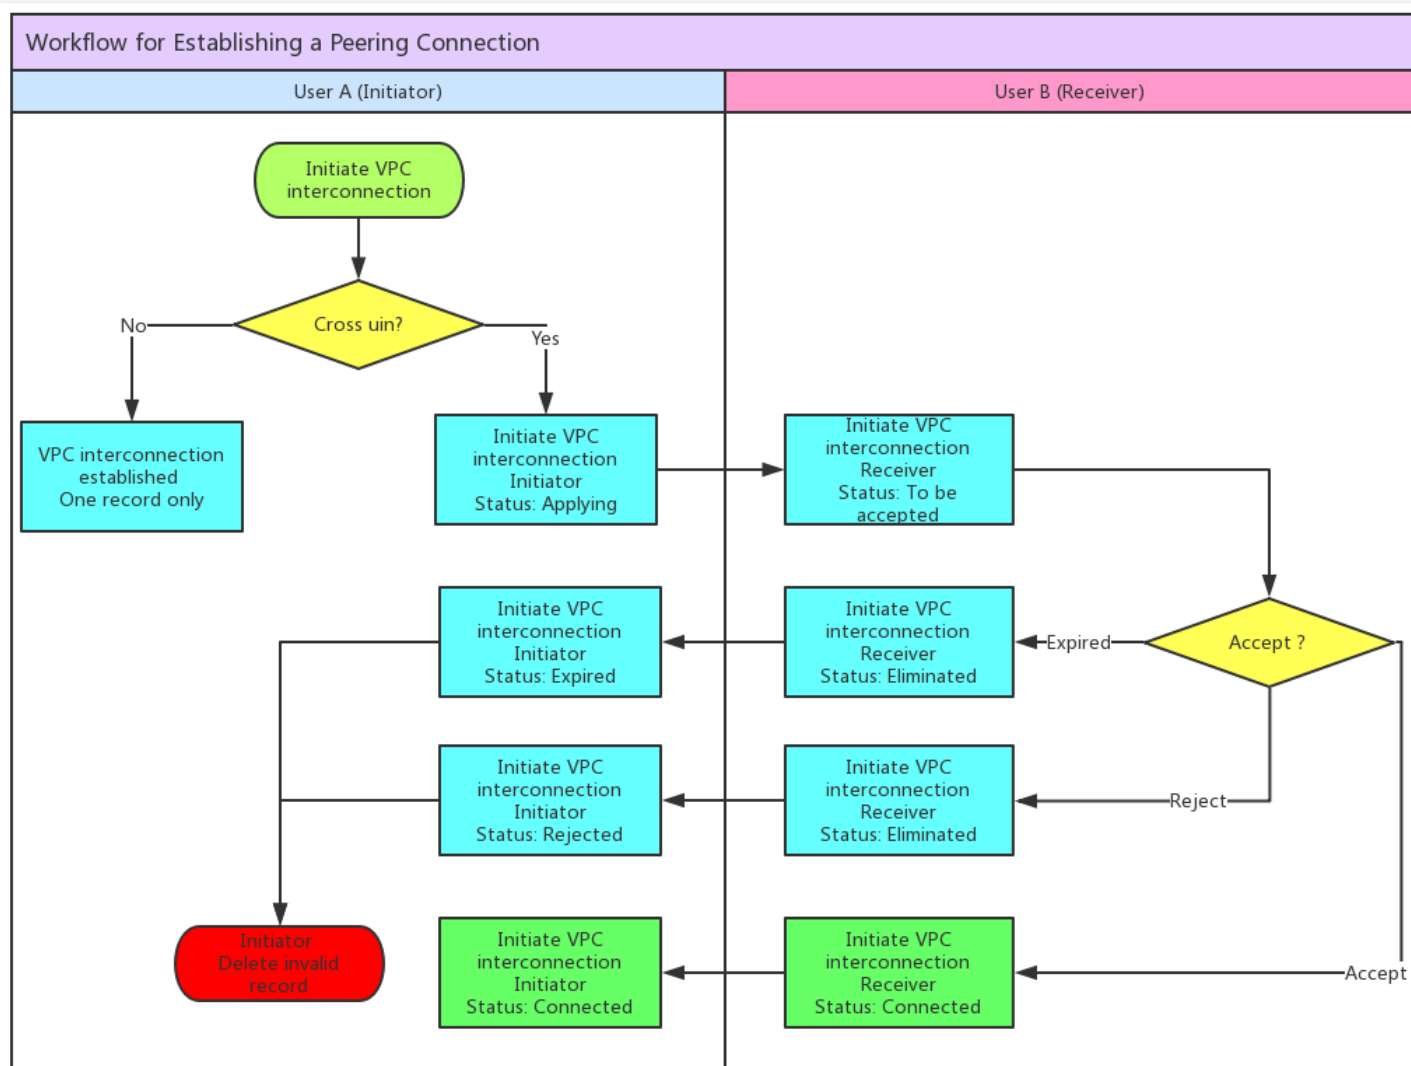 Workflow for Establishing a Peering Connection
User A (Initiator)
User B (Receiver)
Initiate VPC
interconnection
Cross uin?
No
Yes
VPC interconnection
established
One record only
Initiate VPC
interconnection
Initiator
Status: Applying
Initiate VPC
interconnection
Receiver
Status: To be
accepted
Accept ?
Expired
Initiate VPC
interconnection
Receiver
Status: Eliminated
Initiate VPC
interconnection
Initiator
Status: Expired
Reject
Initiate VPC
interconnection
Receiver
Status: Eliminated
Initiate VPC
interconnection
Initiator
Status: Rejected
Initiator
Delete invalid
record
Accept
Initiate VPC
interconnection
Receiver
Status: Connected
Initiate VPC
interconnection
Initiator
Status: Connected